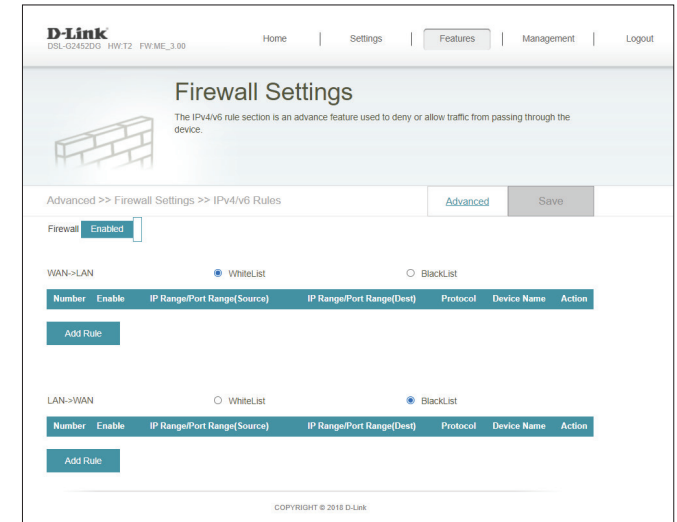 D-Link
DSL-G2452DG HW:T2 FW:ME_3.00
Home | Settings | Features | Management | Logout
Firewall Settings
The IPv4/v6 rule section is an advance feature used to deny or allow traffic from passing through the
device.
Advanced >> Firewall Settings >> IPv4/v6 Rules Advanced Save
Firewall Enabled
WAN->LAN WhiteList BlackList
Number Enable IP Range/Port Range(Source) IP Range/Port Range(Dest) Protocol Device Name Action
Add Rule
LAN->WAN WhiteList BlackList
Number Enable IP Range/Port Range(Source) IP Range/Port Range(Dest) Protocol Device Name Action
Add Rule
COPYRIGHT © 2018 D-Link